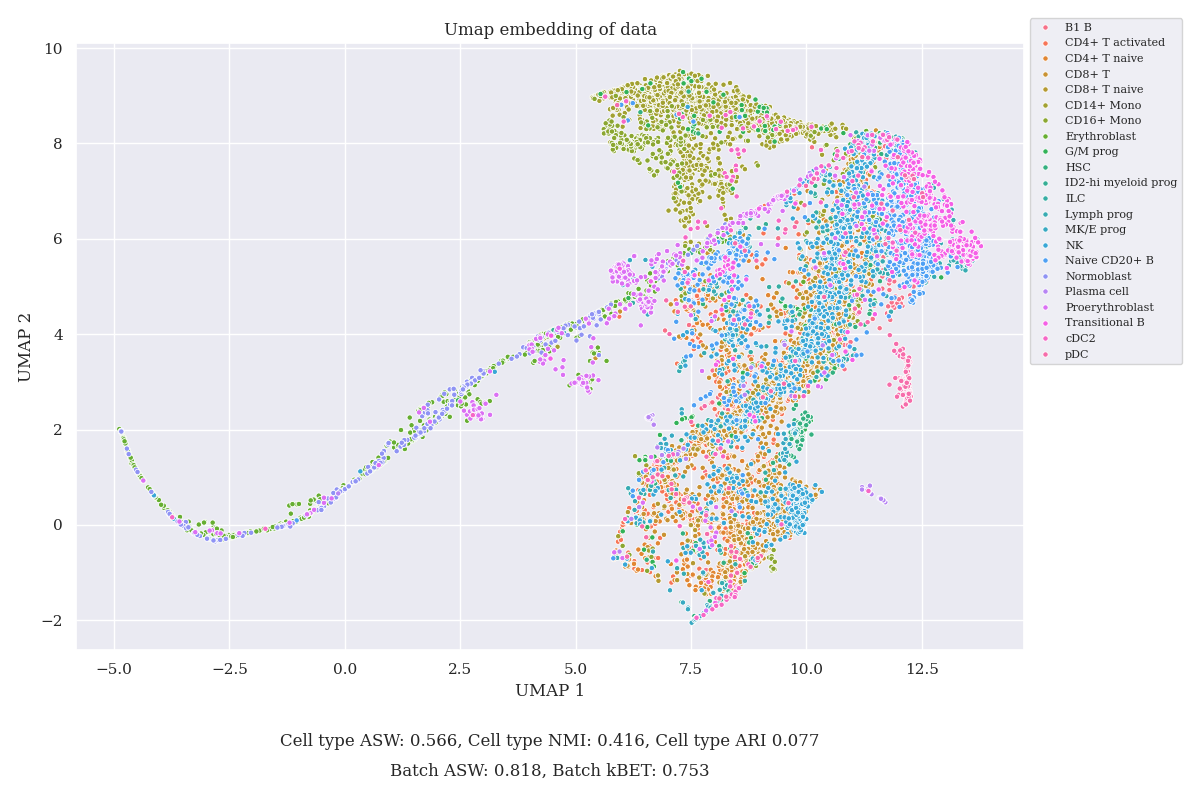 Umap embedding of data
B1 B
CD4+ T activated
CD4+ T naive
CD8+ T
CD8+ T naive
CD14+ Mono
CD16+ Mono
Erythroblast
G/M prog
HSC
ID2-hi myeloid prog
ILC
Lymph prog
MK/E prog
NK
Naive CD20+ B
Normoblast
Plasma cell
Proerythroblast
Transitional B
cDC2
pDC
10
8
6
4
2
0
−2
UMAP 2
−5.0 −2.5 0.0 2.5 5.0 7.5 10.0 12.5
UMAP 1
Cell type ASW: 0.566, Cell type NMI: 0.416, Cell type ARI 0.077
Batch ASW: 0.818, Batch kBET: 0.753